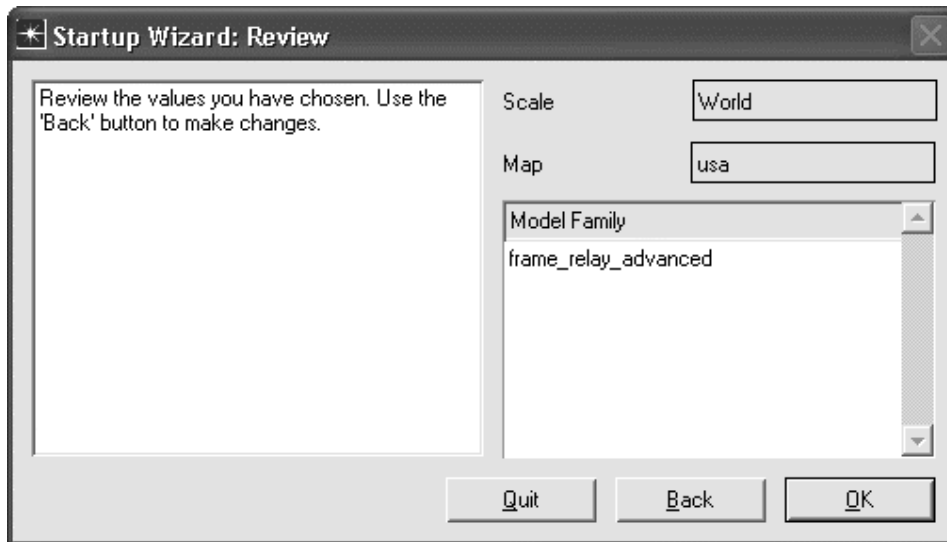 Startup Wizard: Review
Review the values you have chosen. Use the
'Back' button to make changes.
Scale
World
Map
usa
Model Family
frame_relay_advanced
Quit
Back
OK